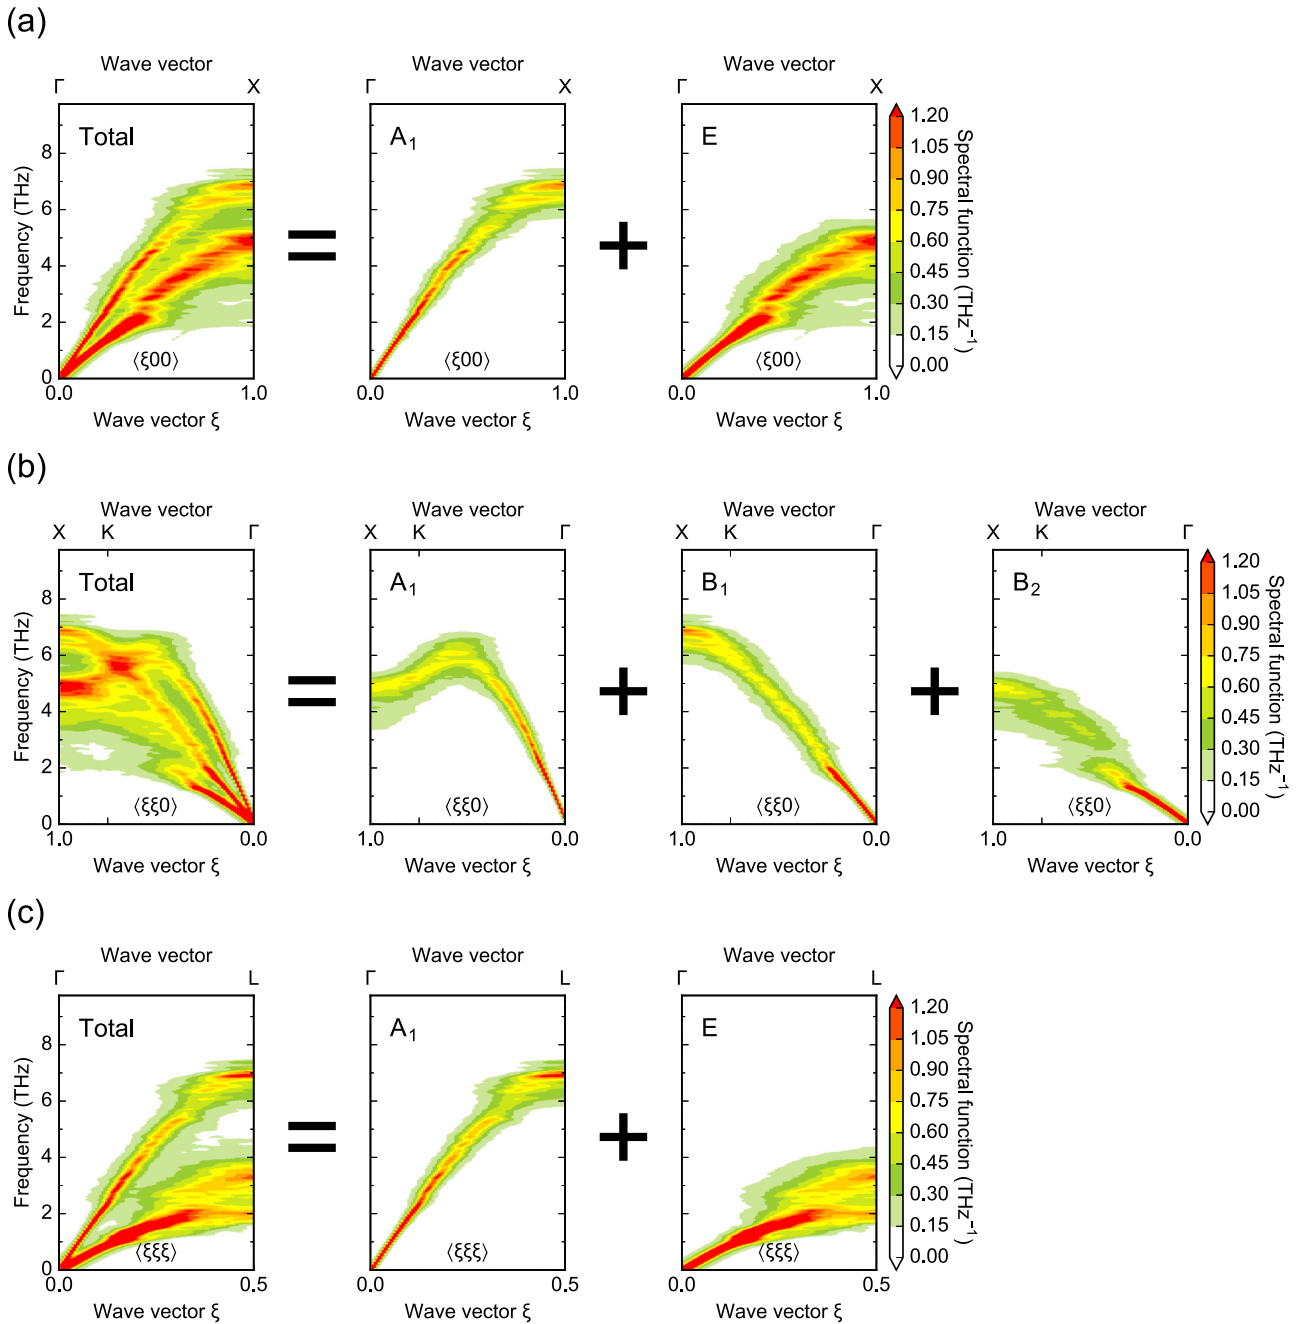 (a)
Wave vector
Γ X
Wave vector
Γ X
Wave vector
Γ X
Total
A₁
E
Frequency (THz)
8
6
4
2
0
⟨ξ00⟩
⟨ξ00⟩
⟨ξ00⟩
=
+
0.0 1.0
0.0 1.0
0.0 1.0
Wave vector ξ
Wave vector ξ
Wave vector ξ
1.20
1.05
0.90
0.75
0.60
0.45
0.30
0.15
0.00
Spectral function (THz⁻¹)
(b)
Wave vector
X K Γ
Wave vector
X K Γ
Wave vector
X K Γ
Wave vector
X K Γ
Total
A₁
B₁
B₂
Frequency (THz)
8
6
4
2
0
⟨ξξ0⟩
⟨ξξ0⟩
⟨ξξ0⟩
⟨ξξ0⟩
=
+
+
1.0 0.0
1.0 0.0
1.0 0.0
1.0 0.0
Wave vector ξ
Wave vector ξ
Wave vector ξ
Wave vector ξ
1.20
1.05
0.90
0.75
0.60
0.45
0.30
0.15
0.00
Spectral function (THz⁻¹)
(c)
Wave vector
Γ L
Wave vector
Γ L
Wave vector
Γ L
Total
A₁
E
Frequency (THz)
8
6
4
2
0
⟨ξξξ⟩
⟨ξξξ⟩
⟨ξξξ⟩
=
+
0.0 0.5
0.0 0.5
0.0 0.5
Wave vector ξ
Wave vector ξ
Wave vector ξ
1.20
1.05
0.90
0.75
0.60
0.45
0.30
0.15
0.00
Spectral function (THz⁻¹)